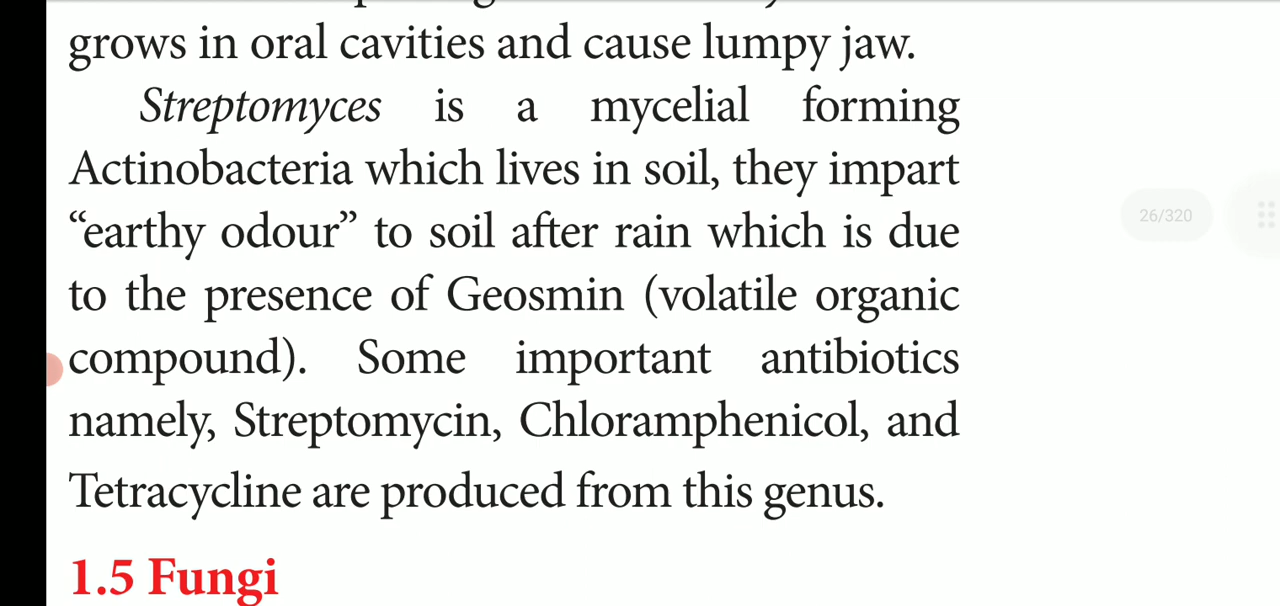 grows in oral cavities and cause lumpy jaw.
Streptomyces is a mycelial forming
Actinobacteria which lives in soil, they impart
“earthy odour” to soil after rain which is due
to the presence of Geosmin (volatile organic
compound). Some important antibiotics
namely, Streptomycin, Chloramphenicol, and
Tetracycline are produced from this genus.
1.5 Fungi
26/320